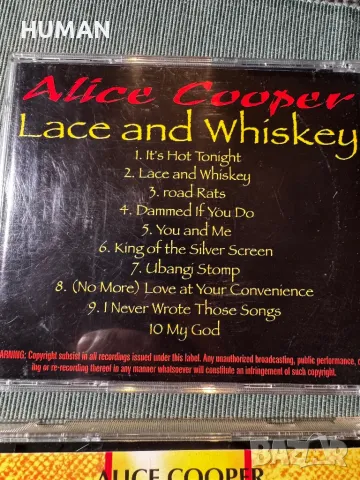 HUMAN
Alice Cooper
Lace and Whiskey
1. It's Hot Tonight
2. Lace and Whiskey
3. road Rats
4. Dammed If You Do
5. You and Me
6. King of the Silver Screen
7. Ubangi Stomp
8. (No More) Love at Your Convenience
9. I Never Wrote Those Songs
10 My God
WARNING: Copyright subsist in all recordings issued under this label. Any unauthorized broadcasting, public performance,
ing or re-recording thereof in any manner whatsoever will constitute an infringement of such copyright.
ALICE COOPER
BAZAR